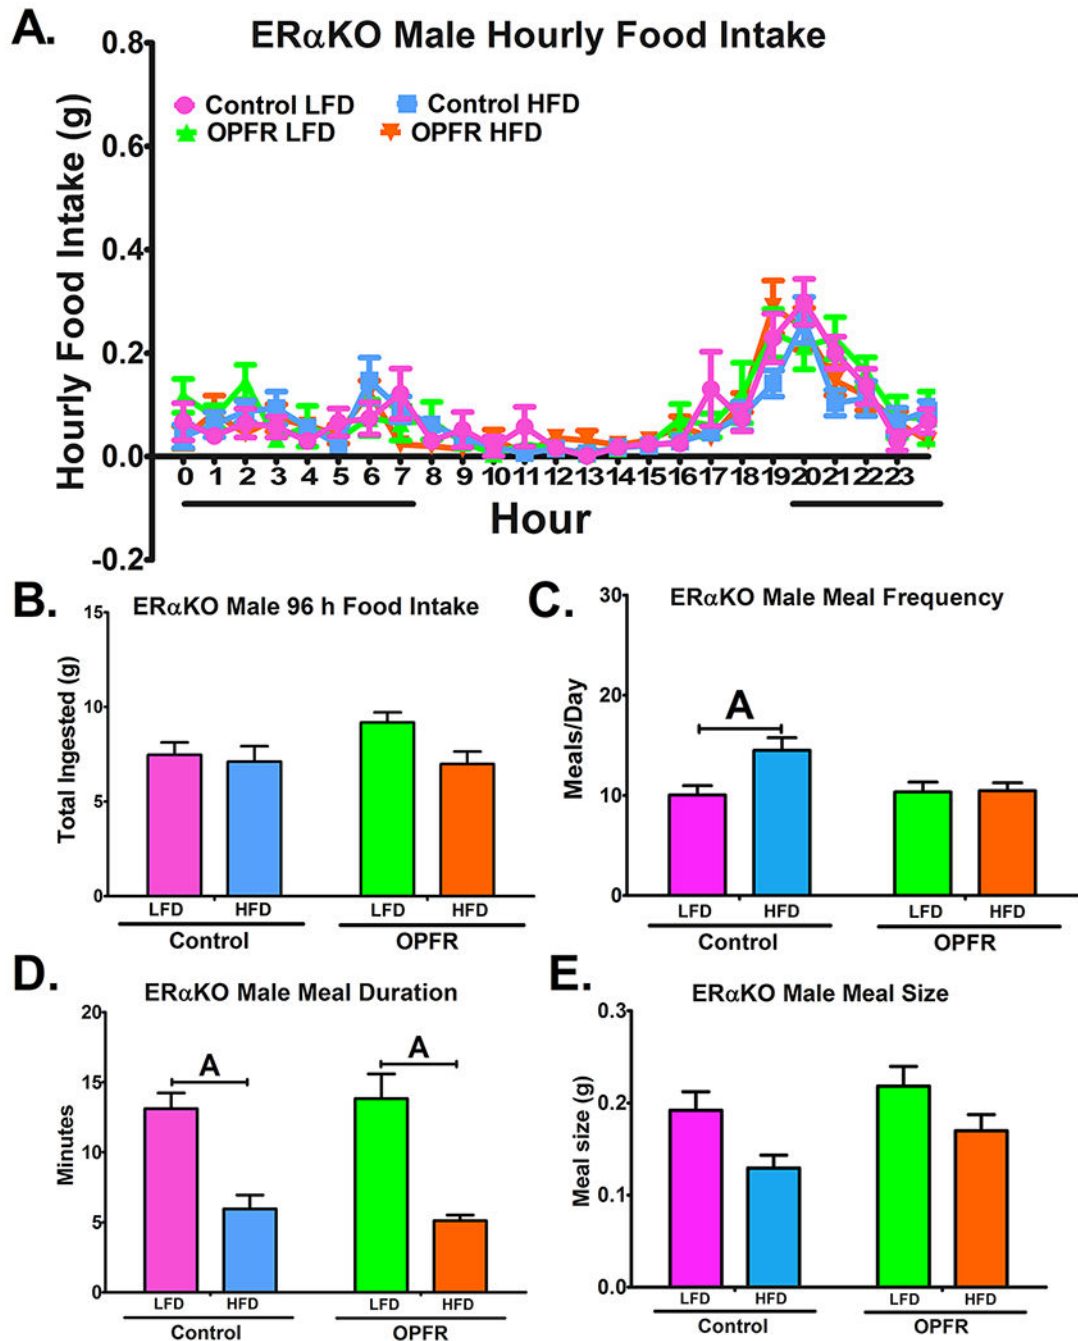 A.
ERαKO Male Hourly Food Intake
Hourly Food Intake (g)
0.8
0.6
0.4
0.2
0.0
-0.2
Control LFD Control HFD
OPFR LFD OPFR HFD
0 1 2 3 4 5 6 7 8 9 10 11 12 13 14 15 16 17 18 19 20 21 22 23
Hour
B.
ERαKO Male 96 h Food Intake
Total Ingested (g)
15
10
5
0
LFD HFD LFD HFD
Control OPFR
C.
ERαKO Male Meal Frequency
Meals/Day
30
20
10
0
A
LFD HFD LFD HFD
Control OPFR
D.
ERαKO Male Meal Duration
Minutes
20
15
10
5
0
A A
LFD HFD LFD HFD
Control OPFR
E.
ERαKO Male Meal Size
Meal size (g)
0.3
0.2
0.1
0.0
LFD HFD LFD HFD
Control OPFR